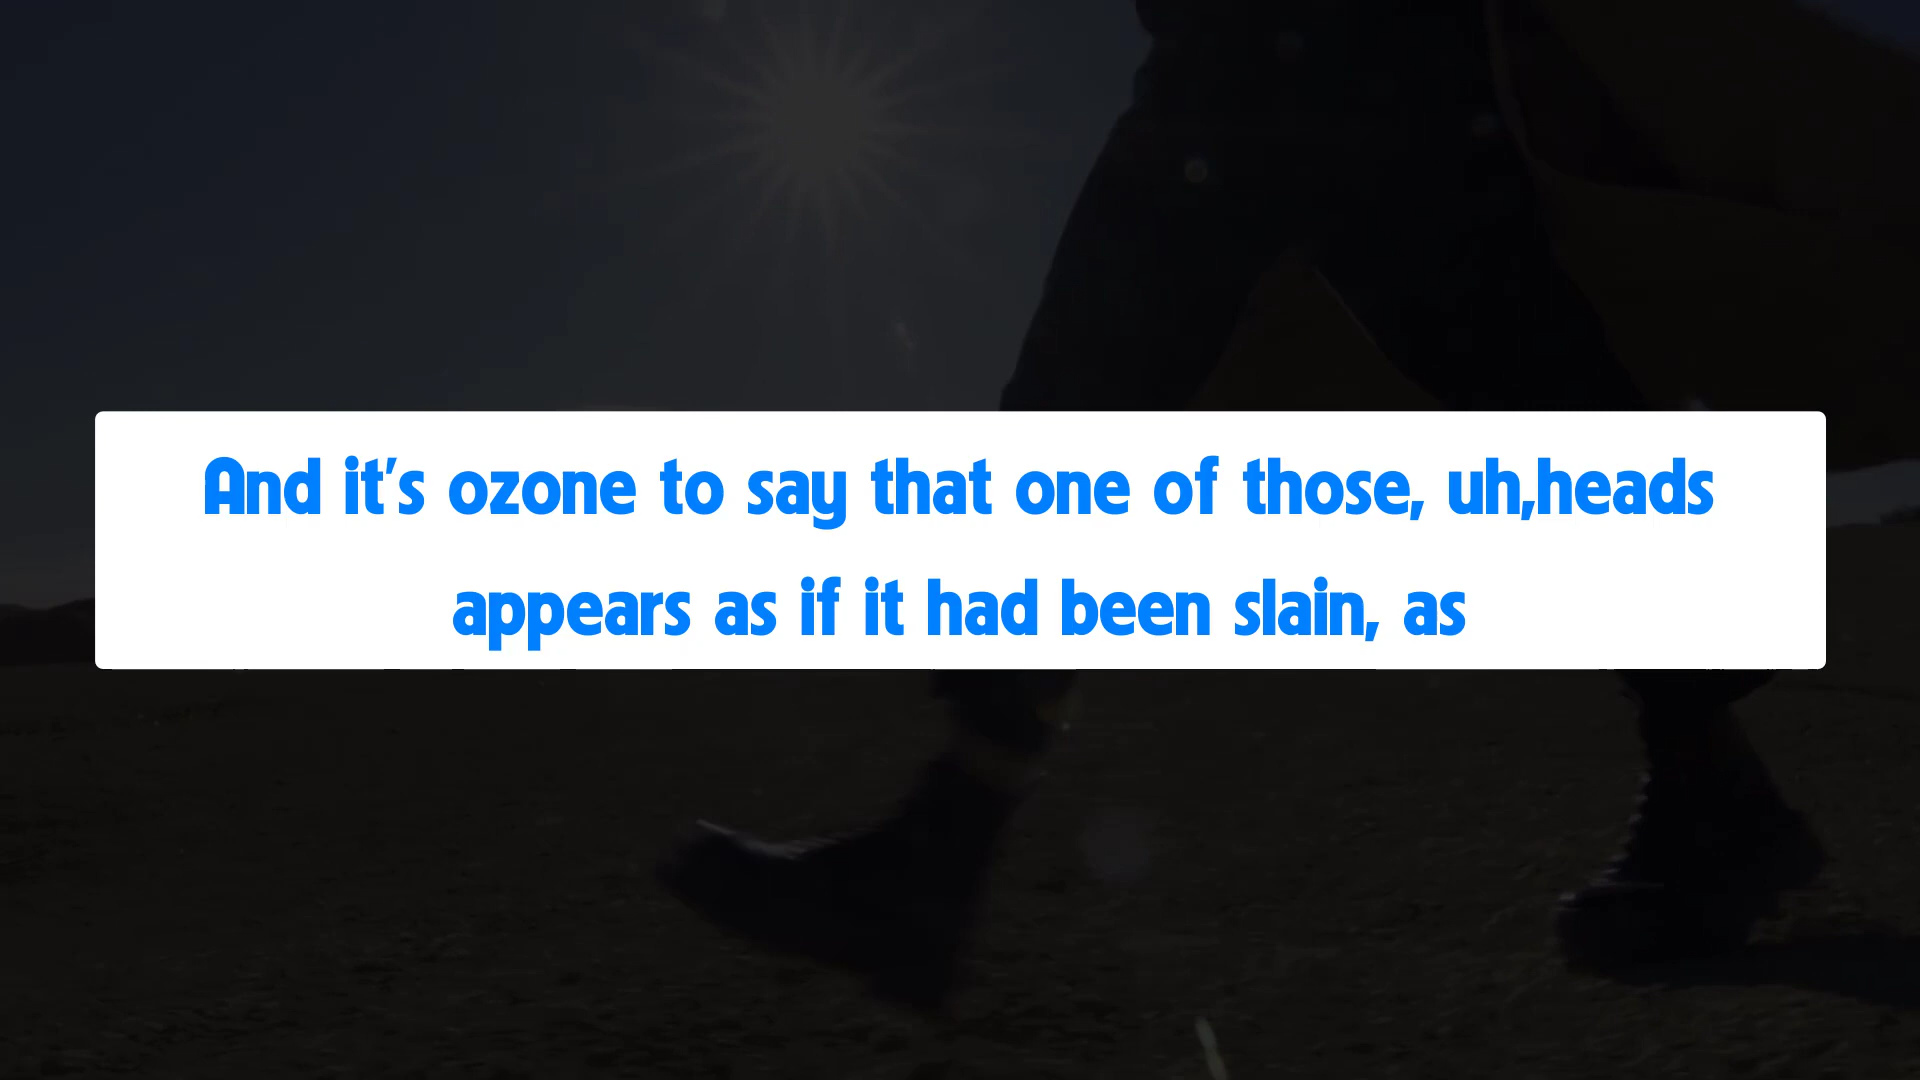 And it's ozone to say that one of those, uh,heads
appears as if it had been slain, as